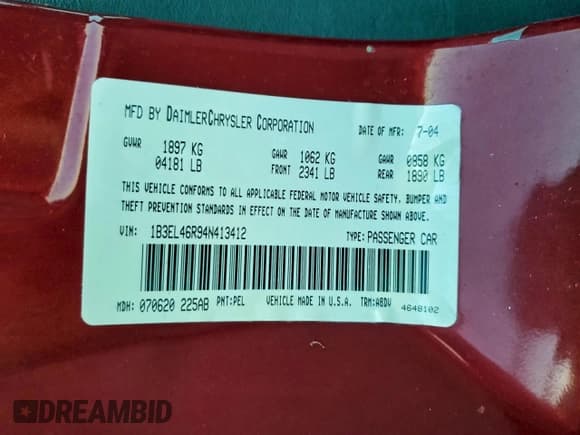 MFD BY DAIMLERCHRYSLER CORPORATION DATE OF MFR: 7-04
GVWR 1897 KG GAWR 1062 KG GAWR 0858 KG
04181 LB FRONT 2341 LB REAR 1890 LB
THIS VEHICLE CONFORMS TO ALL APPLICABLE FEDERAL MOTOR VEHICLE SAFETY, BUMPER AND
THEFT PREVENTION STANDARDS IN EFFECT ON THE DATE OF MANUFACTURE SHOWN ABOVE.
VIN: 1B3EL46R94N413412 TYPE: PASSENGER CAR
MDH: 070620 225AB PNT: PEL VEHICLE MADE IN U.S.A. TRM: ABDV 4648102
DREAMBID